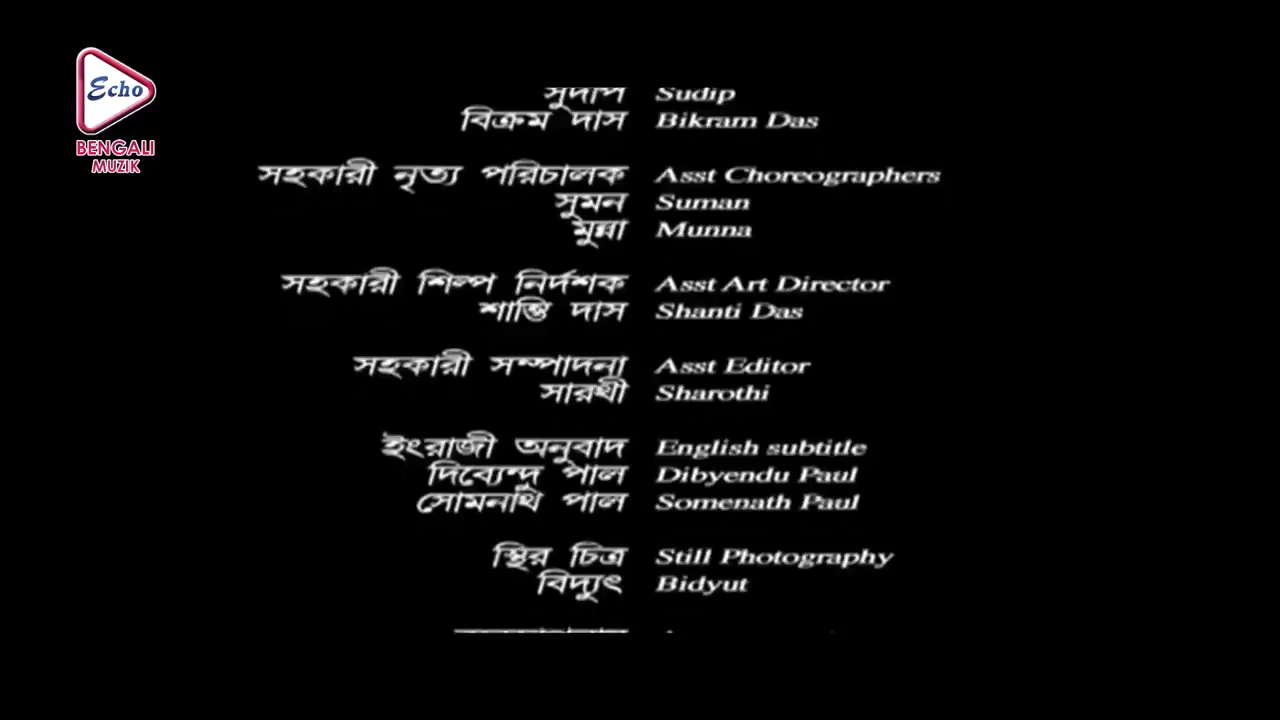 Echo
BENGALI
MUZIK
সুদীপ Sudip
বিক্রম দাস Bikram Das
সহকারী নৃত্য পরিচালক Asst Choreographers
সুমন Suman
মুন্না Munna
সহকারী শিল্প নির্দশক Asst Art Director
শান্তি দাস Shanti Das
সহকারী সম্পাদনা Asst Editor
সারথী Sharothi
ইংরাজী অনুবাদ English subtitle
দিব্যেন্দু পাল Dibyendu Paul
সোমনাথ পাল Somenath Paul
স্থির চিত্র Still Photography
বিদ্যুৎ Bidyut